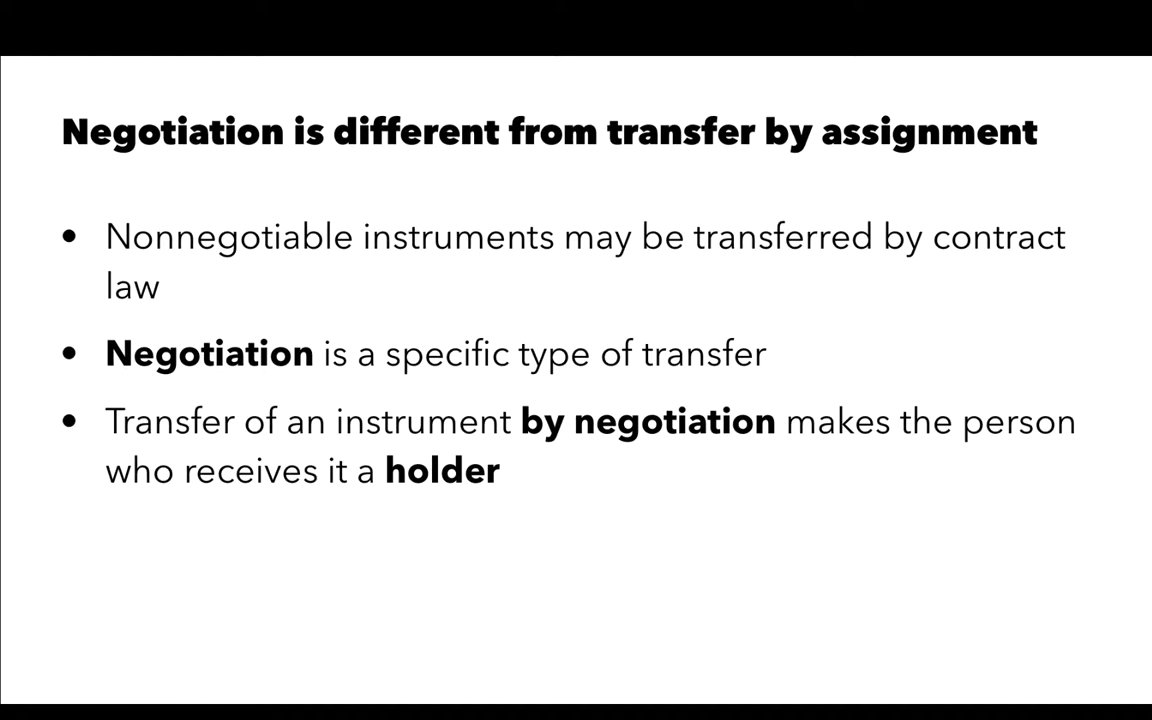 Negotiation is different from transfer by assignment
• Nonnegotiable instruments may be transferred by contract
law
• Negotiation is a specific type of transfer
• Transfer of an instrument by negotiation makes the person
who receives it a holder